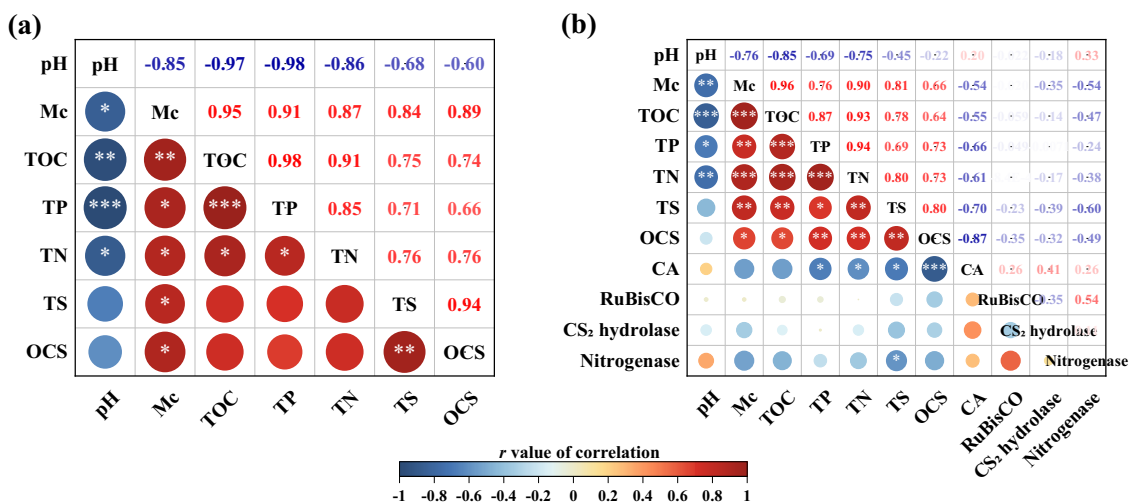 (a)
pH pH -0.85 -0.97 -0.98 -0.86 -0.68 -0.60
Mc * Mc 0.95 0.91 0.87 0.84 0.89
TOC ** ** TOC 0.98 0.91 0.75 0.74
TP *** * *** TP 0.85 0.71 0.66
TN * * * * TN 0.76 0.76
TS * TS 0.94
OCS * ** OCS
pH Mc TOC TP TN TS OCS
(b)
pH pH -0.76 -0.85 -0.69 -0.75 -0.45 -0.22 0.20 -0.18 0.33
Mc ** Mc 0.96 0.76 0.90 0.81 0.66 -0.54 -0.35 -0.54
TOC *** *** TOC 0.87 0.93 0.78 0.64 -0.55 -0.14 -0.47
TP * ** *** TP 0.94 0.69 0.73 -0.66 -0.24
TN ** *** *** *** TN 0.80 0.73 -0.61 -0.17 -0.38
TS ** ** * ** TS 0.80 -0.70 -0.23 -0.39 -0.60
OCS * * ** ** ** OCS -0.87 -0.35 -0.32 -0.49
CA * * * *** CA 0.26 0.41 0.26
RuBisCO RuBisCO -0.35 0.54
CS₂ hydrolase CS₂ hydrolase
Nitrogenase * Nitrogenase
pH Mc TOC TP TN TS OCS CA RuBisCO CS₂ hydrolase Nitrogenase
r value of correlation
-1 -0.8 -0.6 -0.4 -0.2 0 0.2 0.4 0.6 0.8 1